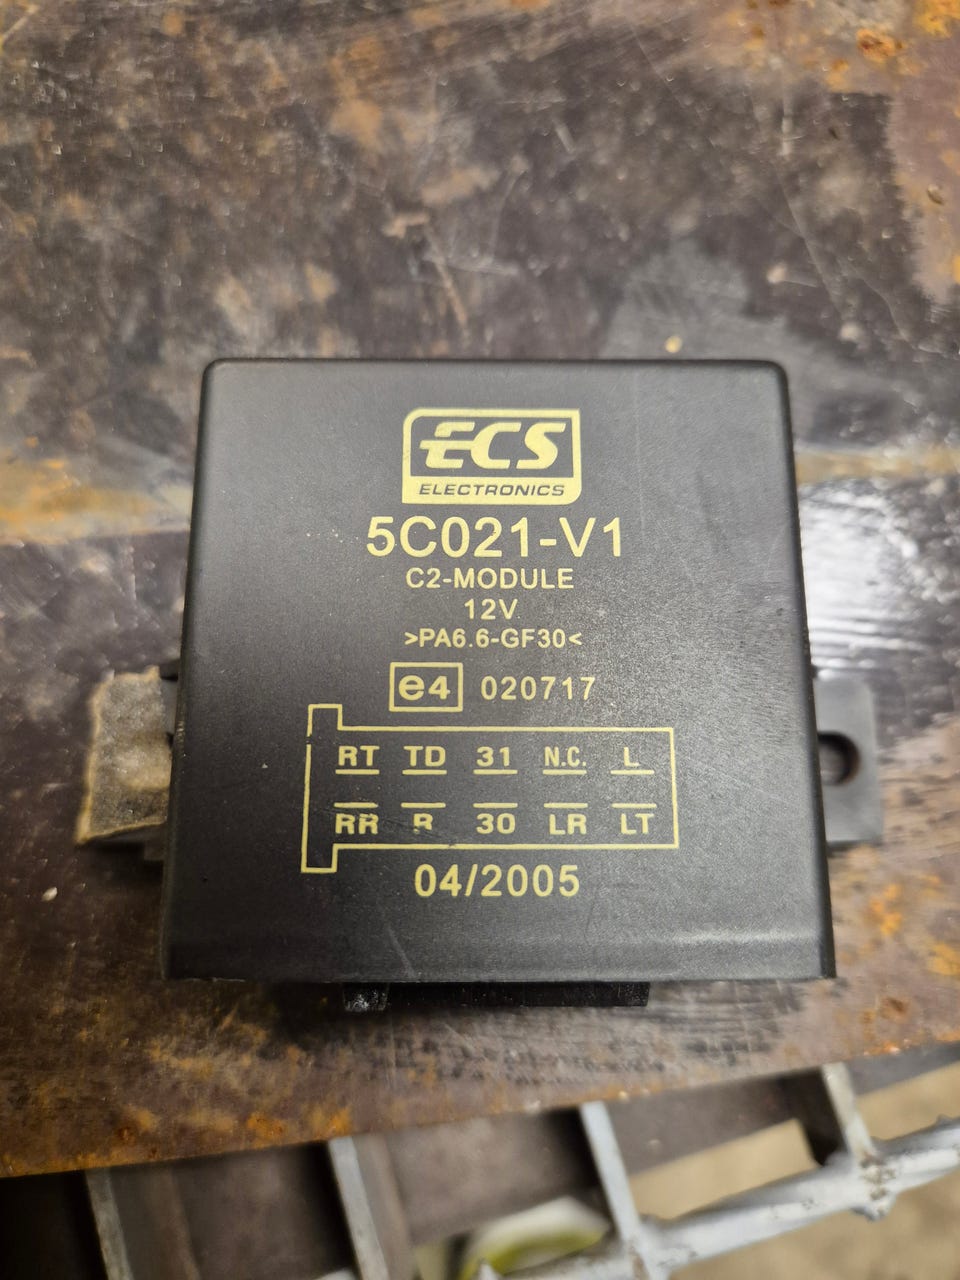 ECS
ELECTRONICS
5C021-V1
C2-MODULE
12V
>PA6.6-GF30<
e4 020717
RT TD 31 N.C. L
RR R 30 LR LT
04/2005